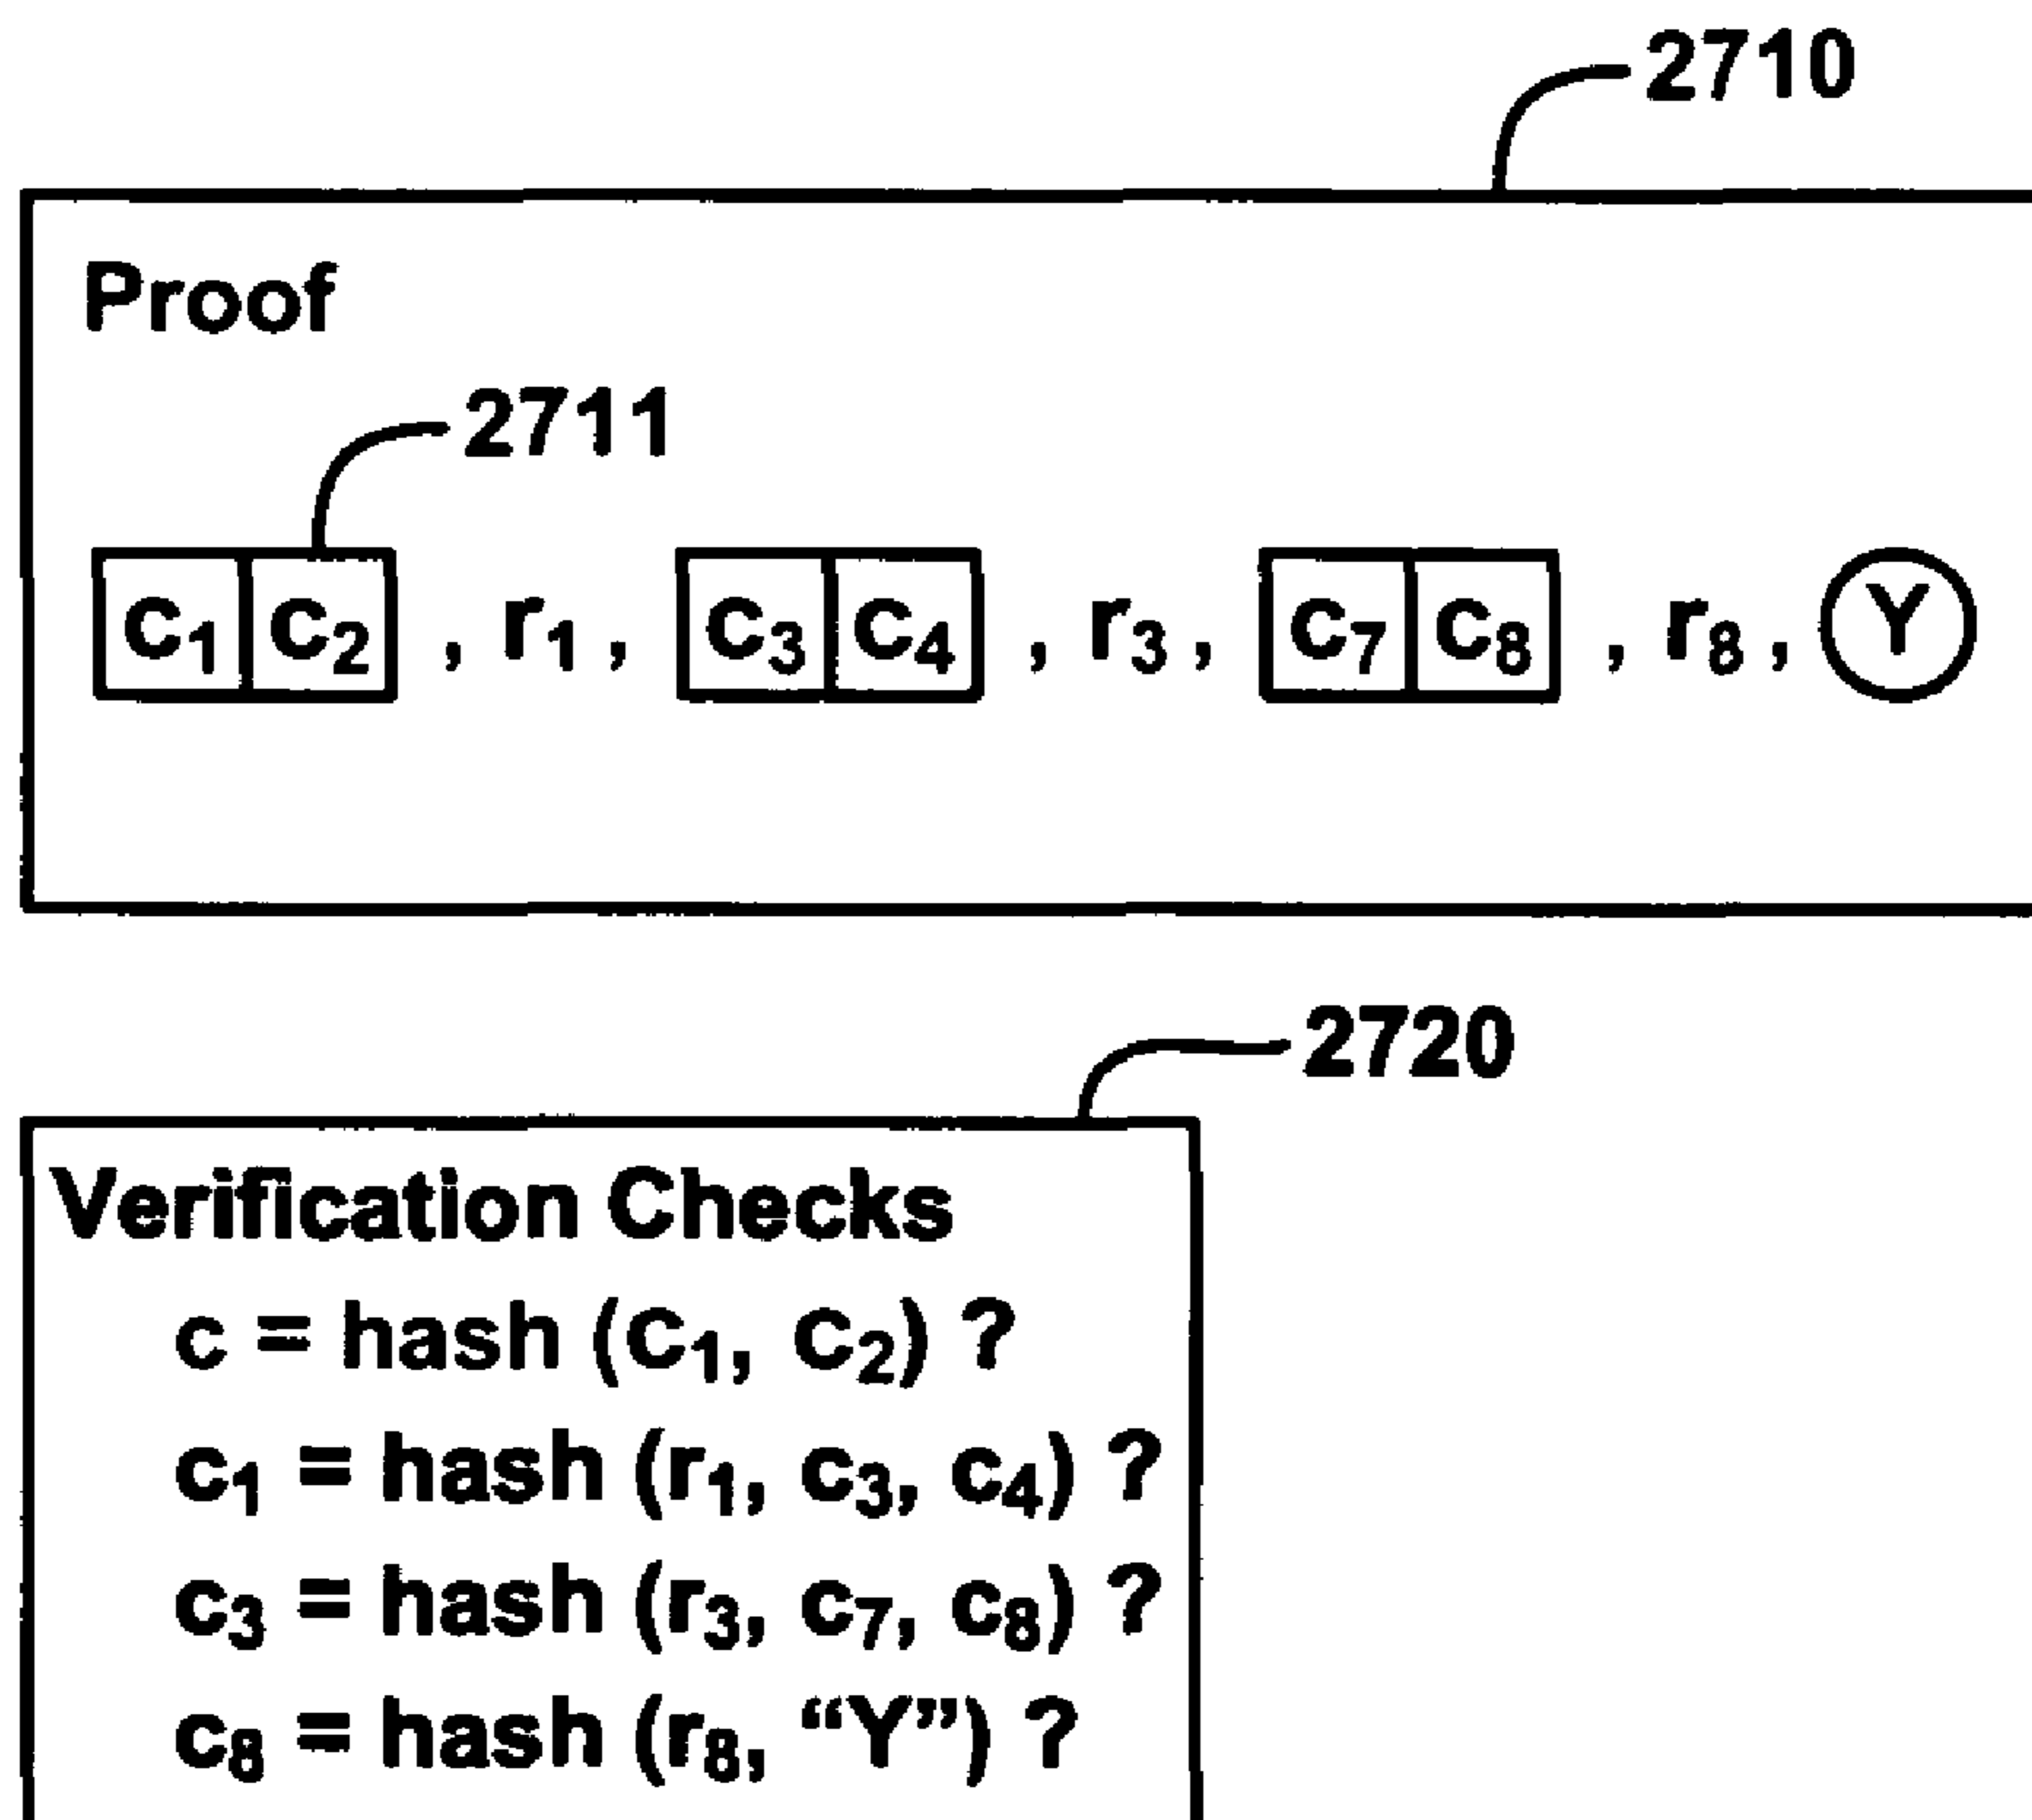 2710
Proof
2711
c₁ c₂ , r₁, c₃ c₄ , r₃, c₇ c₈ , r₈, Y
2720
Verification Checks
c = hash (c₁, c₂) ?
c₁ = hash (r₁, c₃, c₄) ?
c₃ = hash (r₃, c₇, c₈) ?
c₈ = hash (r₈, “Y”) ?